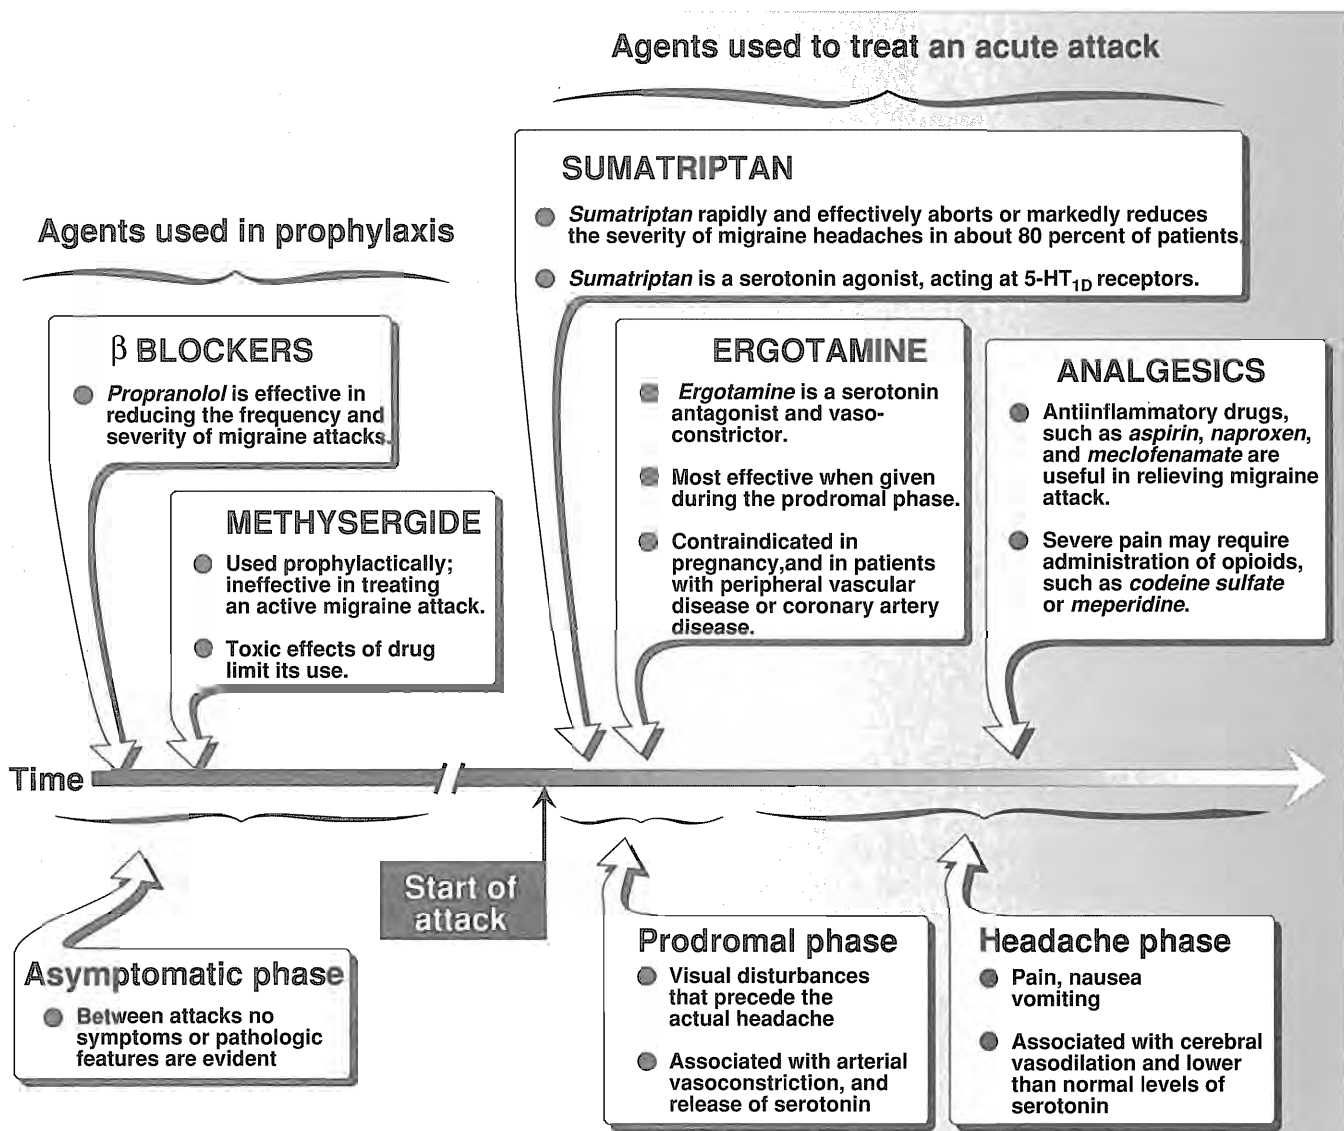 Agents used to treat an acute attack
SUMATRIPTAN
Sumatriptan rapidly and effectively aborts or markedly reduces
the severity of migraine headaches in about 80 percent of patients.
Sumatriptan is a serotonin agonist, acting at 5-HT1D receptors.
Agents used in prophylaxis
β BLOCKERS
Propranolol is effective in
reducing the frequency and
severity of migraine attacks.
METHYSERGIDE
Used prophylactically;
ineffective in treating
an active migraine attack.
Toxic effects of drug
limit its use.
ERGOTAMINE
Ergotamine is a serotonin
antagonist and vaso-
constrictor.
Most effective when given
during the prodromal phase.
Contraindicated in
pregnancy,and in patients
with peripheral vascular
disease or coronary artery
disease.
ANALGESICS
Antiinflammatory drugs,
such as aspirin, naproxen,
and meclofenamate are
useful in relieving migraine
attack.
Severe pain may require
administration of opioids,
such as codeine sulfate
or meperidine.
Time
Start of
attack
Asymptomatic phase
Between attacks no
symptoms or pathologic
features are evident
Prodromal phase
Visual disturbances
that precede the
actual headache
Associated with arterial
vasoconstriction, and
release of serotonin
Headache phase
Pain, nausea
vomiting
Associated with cerebral
vasodilation and lower
than normal levels of
serotonin